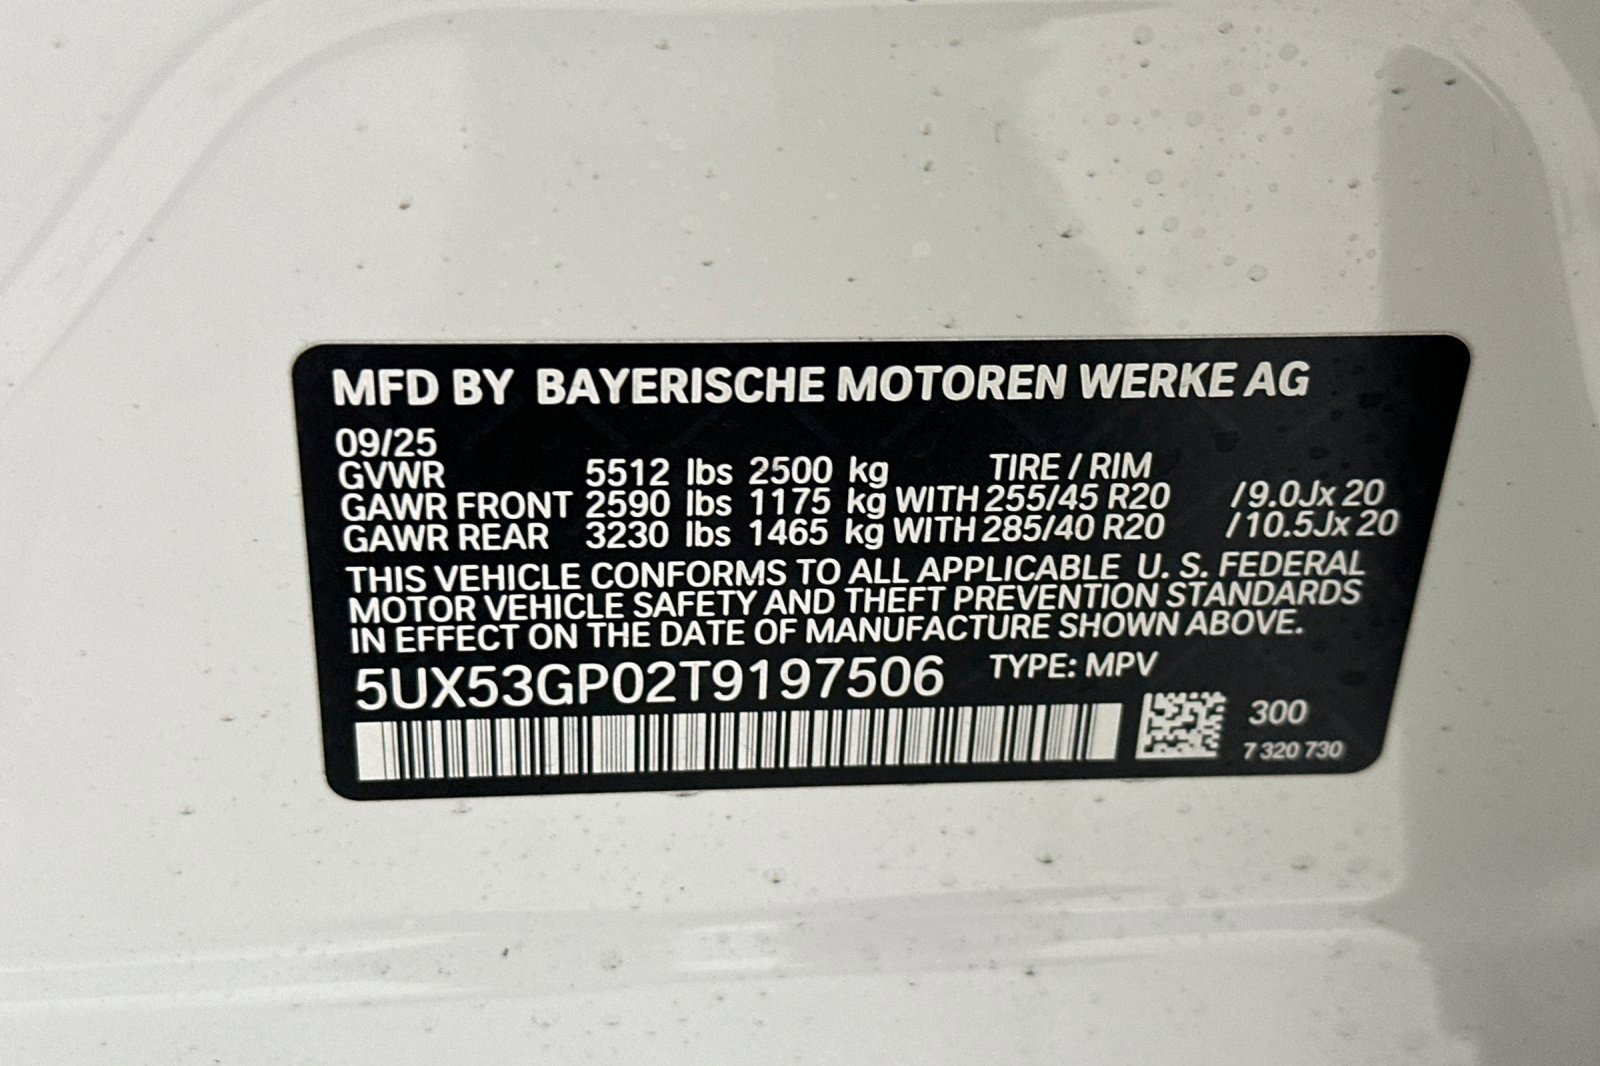 MFD BY BAYERISCHE MOTOREN WERKE AG
09/25
GVWR 5512 lbs 2500 kg TIRE / RIM
GAWR FRONT 2590 lbs 1175 kg WITH 255/45 R20 /9.0Jx 20
GAWR REAR 3230 lbs 1465 kg WITH 285/40 R20 /10.5Jx 20
THIS VEHICLE CONFORMS TO ALL APPLICABLE U. S. FEDERAL
MOTOR VEHICLE SAFETY AND THEFT PREVENTION STANDARDS
IN EFFECT ON THE DATE OF MANUFACTURE SHOWN ABOVE.
5UX53GP02T9197506 TYPE: MPV
300
7 320 730